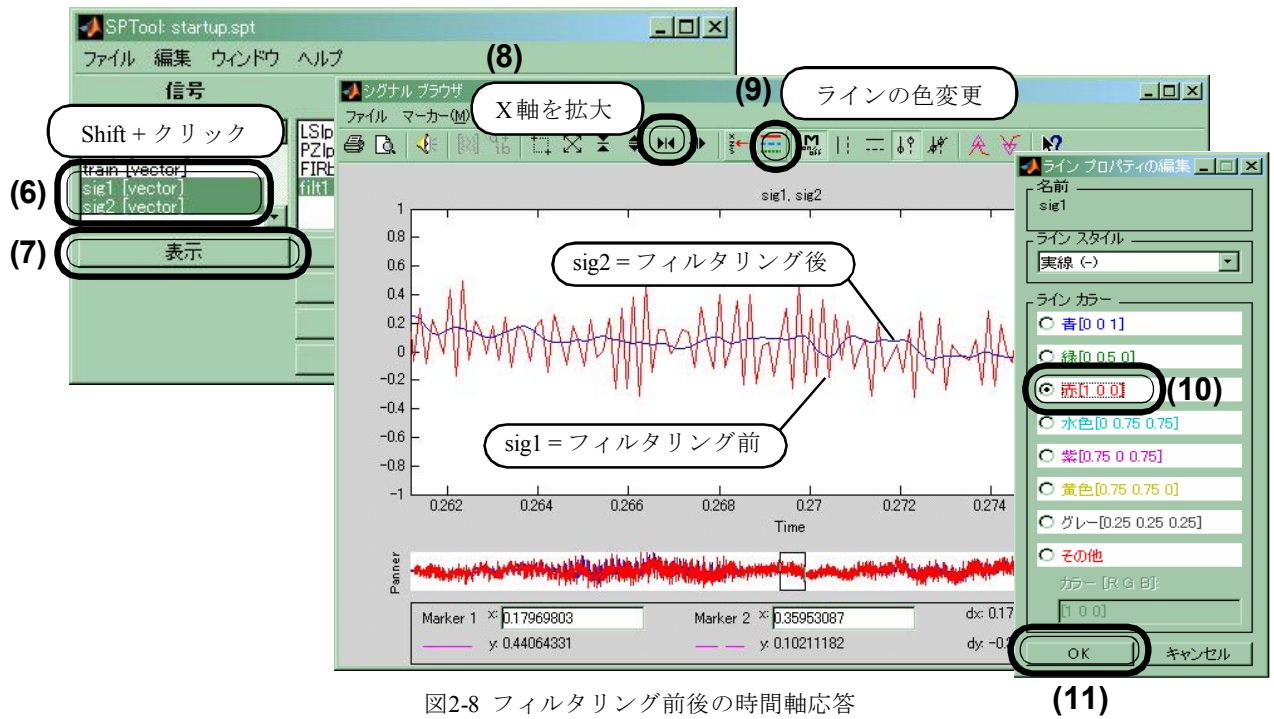 SPTool: startup.spt
ファイル 編集 ウィンドウ ヘルプ
信号
Shift + クリック
train [vector]
sig1 [vector]
sig2 [vector]
(6)
(7)
表示
LSIp
PZIp
filt1
(8)
X軸を拡大
(9)
ラインの色変更
シグナル ブラウザ
ファイル マーカー(M)
sig1, sig2
1
0.8
0.6
0.4
0.2
0
-0.2
-0.4
-0.6
-0.8
-1
sig2 = フィルタリング後
sig1 = フィルタリング前
0.262 0.264 0.266 0.268 0.27 0.272 0.274
Time
Panner
Marker 1 x: 0.17969803 Marker 2 x: 0.35953087 dx: 0.17
y: 0.44064331 y: 0.10211182
ライン プロパティの編集
名前
sig1
ライン スタイル
実線 (-)
ライン カラー
青[0 0 1]
緑[0 0.5 0]
赤[1 0 0]
(10)
水色[0 0.75 0.75]
紫[0.75 0 0.75]
黄色[0.75 0.75 0]
グレー[0.25 0.25 0.25]
その他
カラー [R G B]:
[1 0 0]
OK キャンセル
(11)
図2-8 フィルタリング前後の時間軸応答